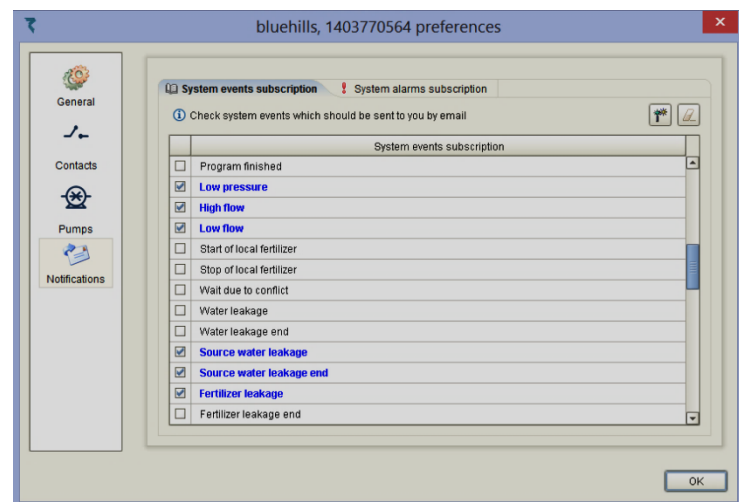 bluehills, 1403770564 preferences
General
Contacts
Pumps
Notifications
System events subscription
System alarms subscription
Check system events which should be sent to you by email
System events subscription
Program finished
Low pressure
High flow
Low flow
Start of local fertilizer
Stop of local fertilizer
Wait due to conflict
Water leakage
Water leakage end
Source water leakage
Source water leakage end
Fertilizer leakage
Fertilizer leakage end
OK